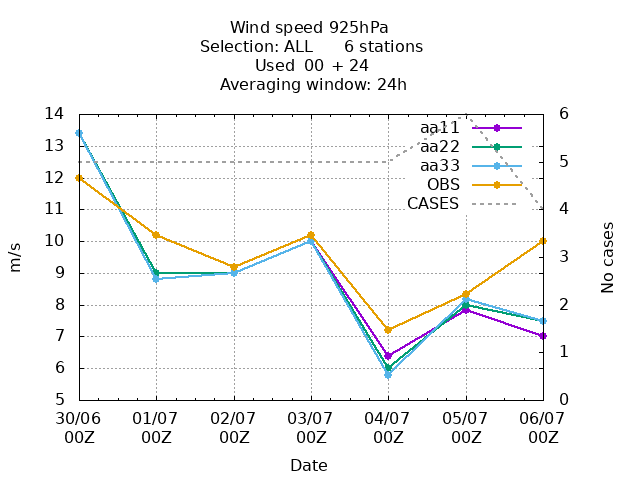 Wind speed 925hPa
Selection: ALL      6 stations
Used  00 + 24
Averaging window: 24h
14
13
12
11
10
9
8
7
6
5
6
5
4
3
2
1
0
m/s
No cases
aa11
aa22
aa33
OBS
CASES
30/06 01/07 02/07 03/07 04/07 05/07 06/07
00Z 00Z 00Z 00Z 00Z 00Z 00Z
Date